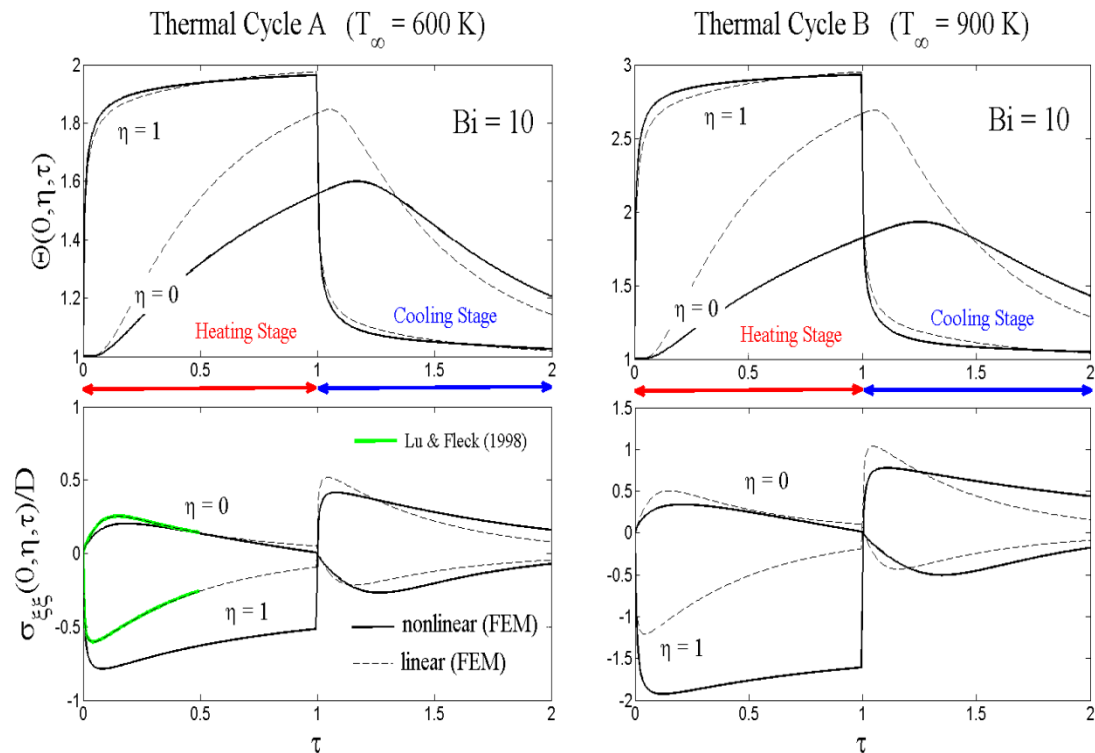 Thermal Cycle A (T∞ = 600 K)
Thermal Cycle B (T∞ = 900 K)
Θ(0,η,τ)
2
1.8
1.6
1.4
1.2
1
η = 1
Bi = 10
η = 0
Heating Stage
Cooling Stage
0 0.5 1 1.5 2
3
2.5
2
1.5
1
η = 1
Bi = 10
η = 0
Heating Stage
Cooling Stage
0 0.5 1 1.5 2
σξξ(0,η,τ)/D
1
0.5
0
-0.5
-1
Lu & Fleck (1998)
η = 0
η = 1
nonlinear (FEM)
linear (FEM)
0 0.5 1 1.5 2
τ
1.5
1
0.5
0
-0.5
-1
-1.5
-2
η = 0
η = 1
0 0.5 1 1.5 2
τ